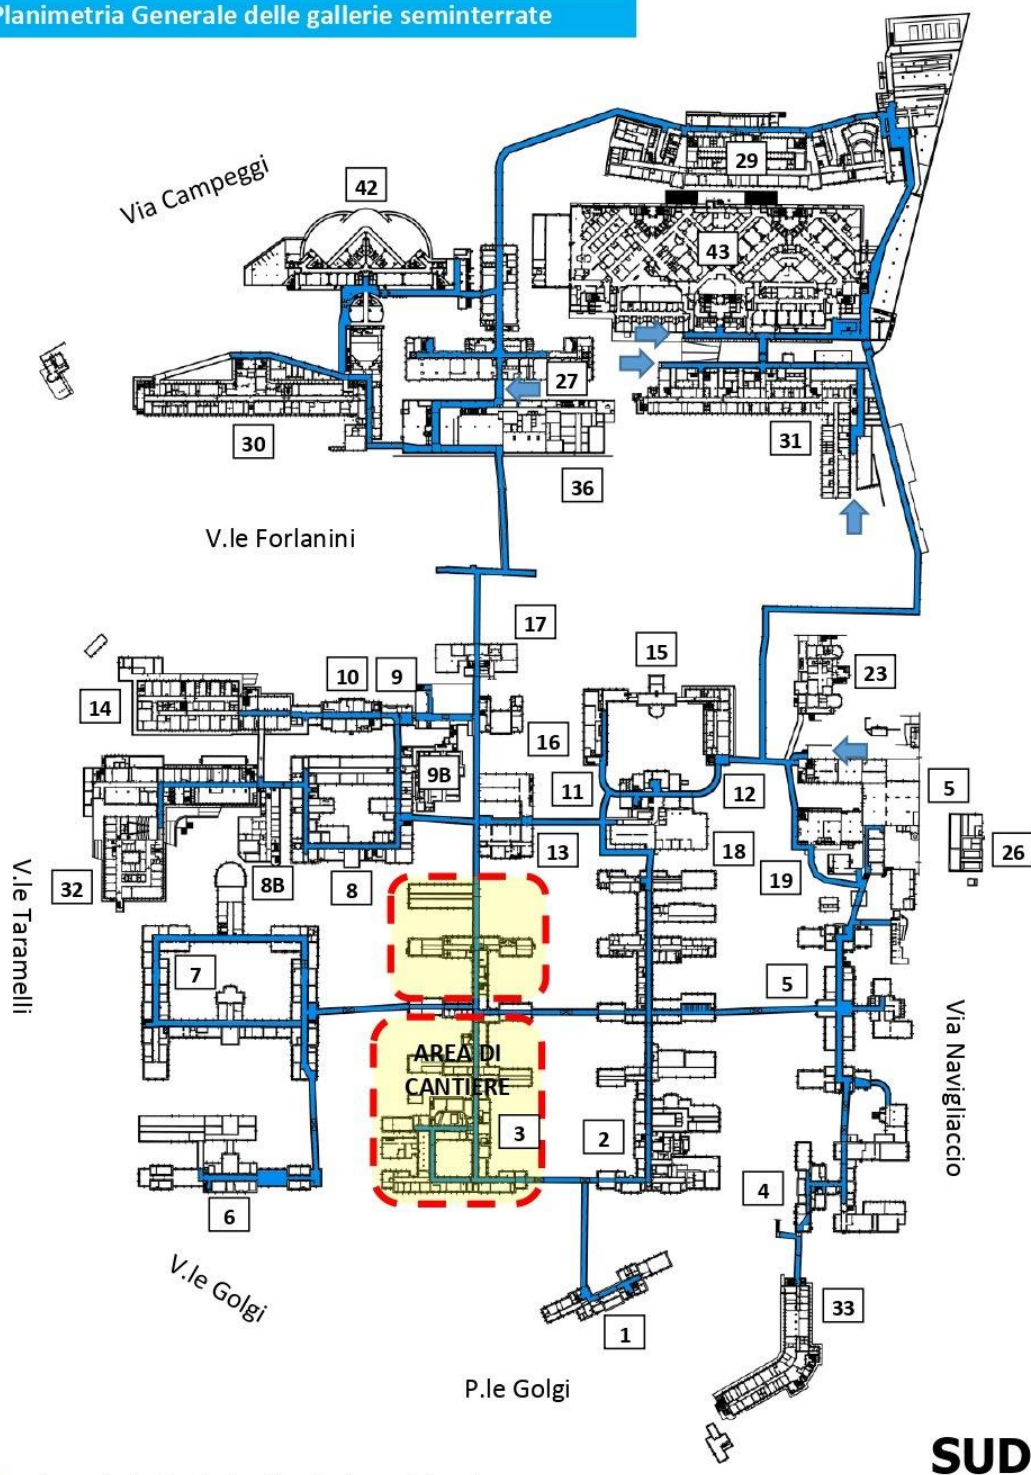 Planimetria Generale delle gallerie seminterrate
29
Via Campeggi
42
43
27
30
31
36
V.le Forlanini
17
15
23
10
9
14
16
9B
11
12
5
13
18
26
19
32
8B
8
V.le Taramelli
7
5
Via Navigliaccio
AREA DI
CANTIERE
3
2
4
6
V.le Golgi
33
1
P.le Golgi
SUD